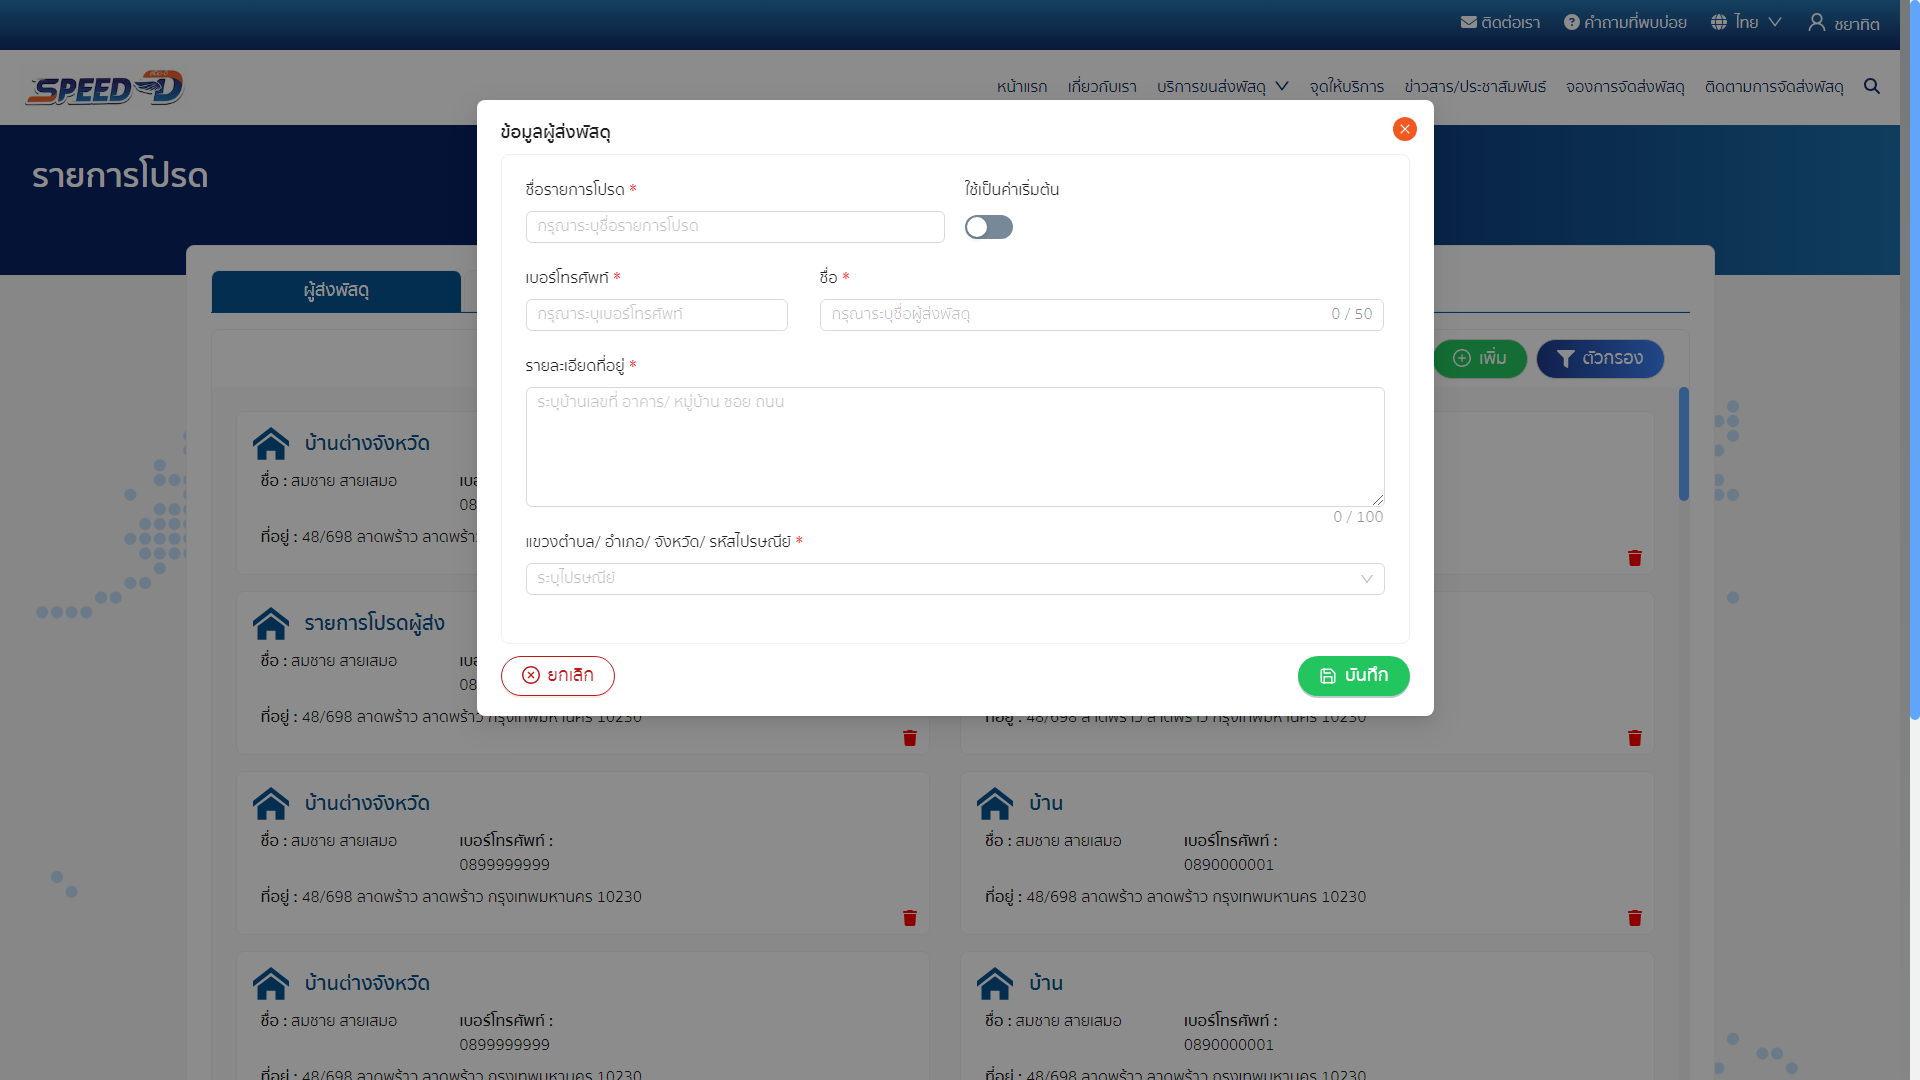 ติดต่อเรา
คำถามที่พบบ่อย
ไทย
ชยาทิต
SPEED-D
หน้าแรก
เกี่ยวกับเรา
บริการขนส่งพัสดุ
จุดให้บริการ
ข่าวสาร/ประชาสัมพันธ์
จองการจัดส่งพัสดุ
ติดตามการจัดส่งพัสดุ
รายการโปรด
ผู้ส่งพัสดุ
เพิ่ม
ตัวกรอง
ข้อมูลผู้ส่งพัสดุ
ชื่อรายการโปรด *
ใช้เป็นค่าเริ่มต้น
กรุณาระบุชื่อรายการโปรด
เบอร์โทรศัพท์ *
ชื่อ *
กรุณาระบุเบอร์โทรศัพท์
กรุณาระบุชื่อผู้ส่งพัสดุ
0 / 50
รายละเอียดที่อยู่ *
ระบุบ้านเลขที่ อาคาร/ หมู่บ้าน ซอย ถนน
0 / 100
แขวงตำบล/ อำเภอ/ จังหวัด/ รหัสไปรษณีย์ *
ระบุไปรษณีย์
ยกเลิก
บันทึก
บ้านต่างจังหวัด
ชื่อ : สมชาย สายเสมอ
08
ที่อยู่ : 48/698 ลาดพร้าว ลาดพร้า
รายการโปรดผู้ส่ง
ชื่อ : สมชาย สายเสมอ
08
ที่อยู่ : 48/698 ลาดพร้าว ลาดพร้าว กรุงเทพมหานคร 10230
ที่อยู่ : 48/698 ลาดพร้าว ลาดพร้าว กรุงเทพมหานคร 10230
บ้านต่างจังหวัด
ชื่อ : สมชาย สายเสมอ
เบอร์โทรศัพท์ :
0899999999
ที่อยู่ : 48/698 ลาดพร้าว ลาดพร้าว กรุงเทพมหานคร 10230
บ้าน
ชื่อ : สมชาย สายเสมอ
เบอร์โทรศัพท์ :
0890000001
ที่อยู่ : 48/698 ลาดพร้าว ลาดพร้าว กรุงเทพมหานคร 10230
บ้านต่างจังหวัด
ชื่อ : สมชาย สายเสมอ
เบอร์โทรศัพท์ :
0899999999
ที่อยู่ : 48/698 ลาดพร้าว ลาดพร้าว กรุงเทพมหานคร 10230
บ้าน
ชื่อ : สมชาย สายเสมอ
เบอร์โทรศัพท์ :
0890000001
ที่อยู่ : 48/698 ลาดพร้าว ลาดพร้าว กรุงเทพมหานคร 10230